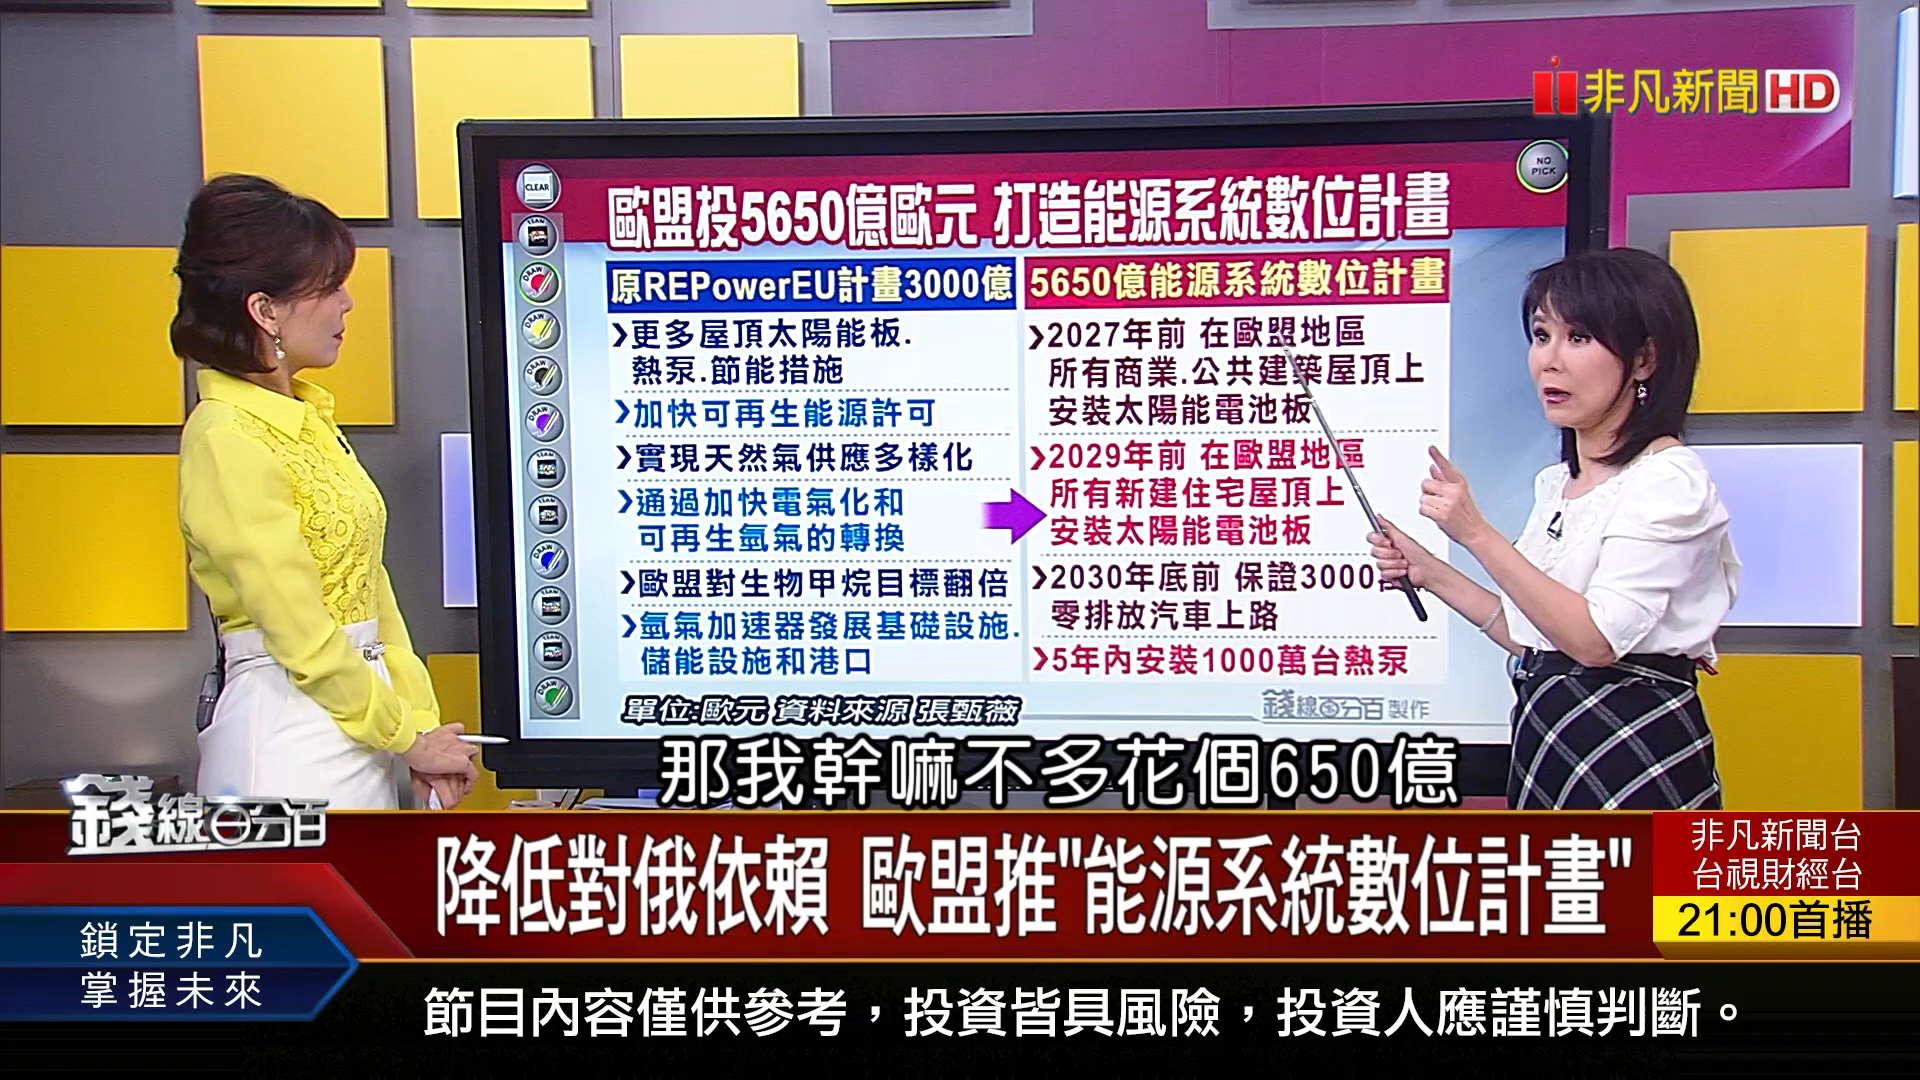 非凡新聞HD
CLEAR
NO
PICK
TEAM
DRAW
DRAW
DRAW
DRAW
TEAM
TEAM
DRAW
TEAM
TEAM
DRAW
歐盟投5650億歐元 打造能源系統數位計畫
原REPowerEU計畫3000億
更多屋頂太陽能板.
熱泵.節能措施
加快可再生能源許可
實現天然氣供應多樣化
通過加快電氣化和
可再生氫氣的轉換
歐盟對生物甲烷目標翻倍
氫氣加速器發展基礎設施.
儲能設施和港口
5650億能源系統數位計畫
2027年前 在歐盟地區
所有商業.公共建築屋頂上
安裝太陽能電池板
2029年前 在歐盟地區
所有新建住宅屋頂上
安裝太陽能電池板
2030年底前 保證3000
零排放汽車上路
5年內安裝1000萬台熱泵
單位:歐元 資料來源 張甄薇
錢線百分百 製作
那我幹嘛不多花個650億
錢線百分百
降低對俄依賴 歐盟推"能源系統數位計畫"
非凡新聞台
台視財經台
21:00首播
鎖定非凡
掌握未來
節目內容僅供參考，投資皆具風險，投資人應謹慎判斷。